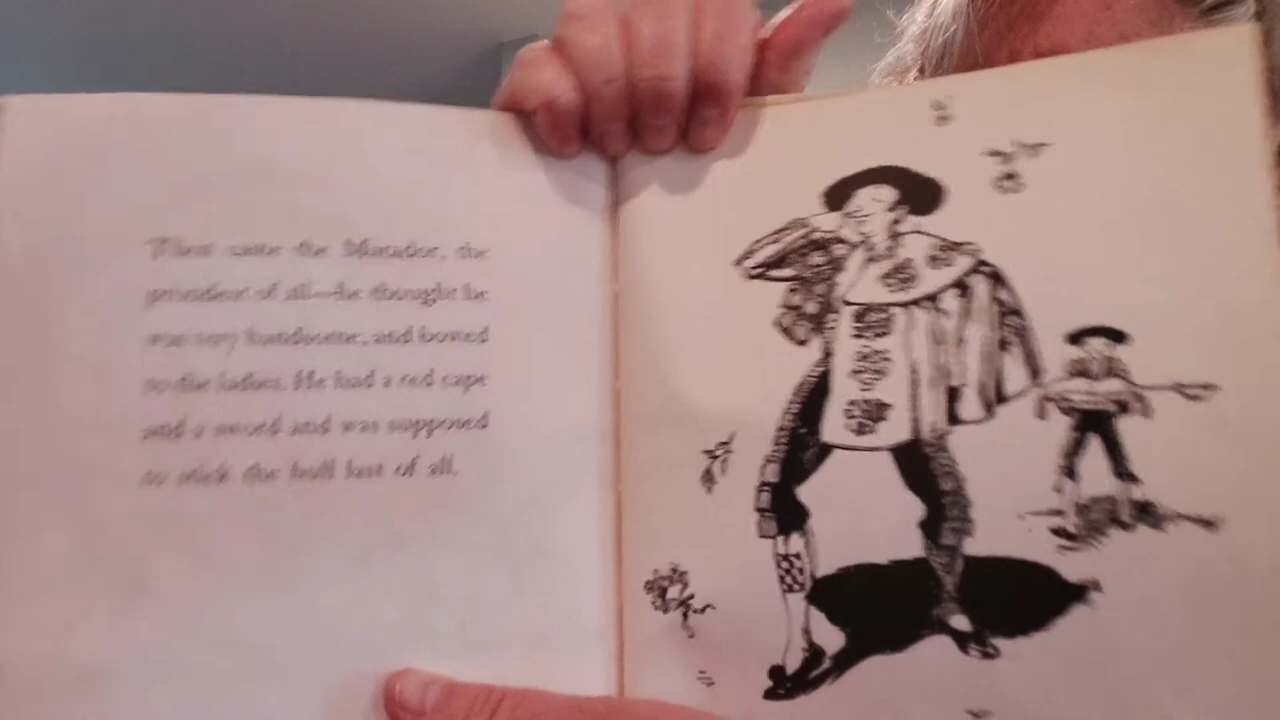 Then came the Matador, the
proudest of all—he thought he
was very handsome, and bowed
to the ladies. He had a red cape
and a sword and was supposed
to stick the bull last of all.